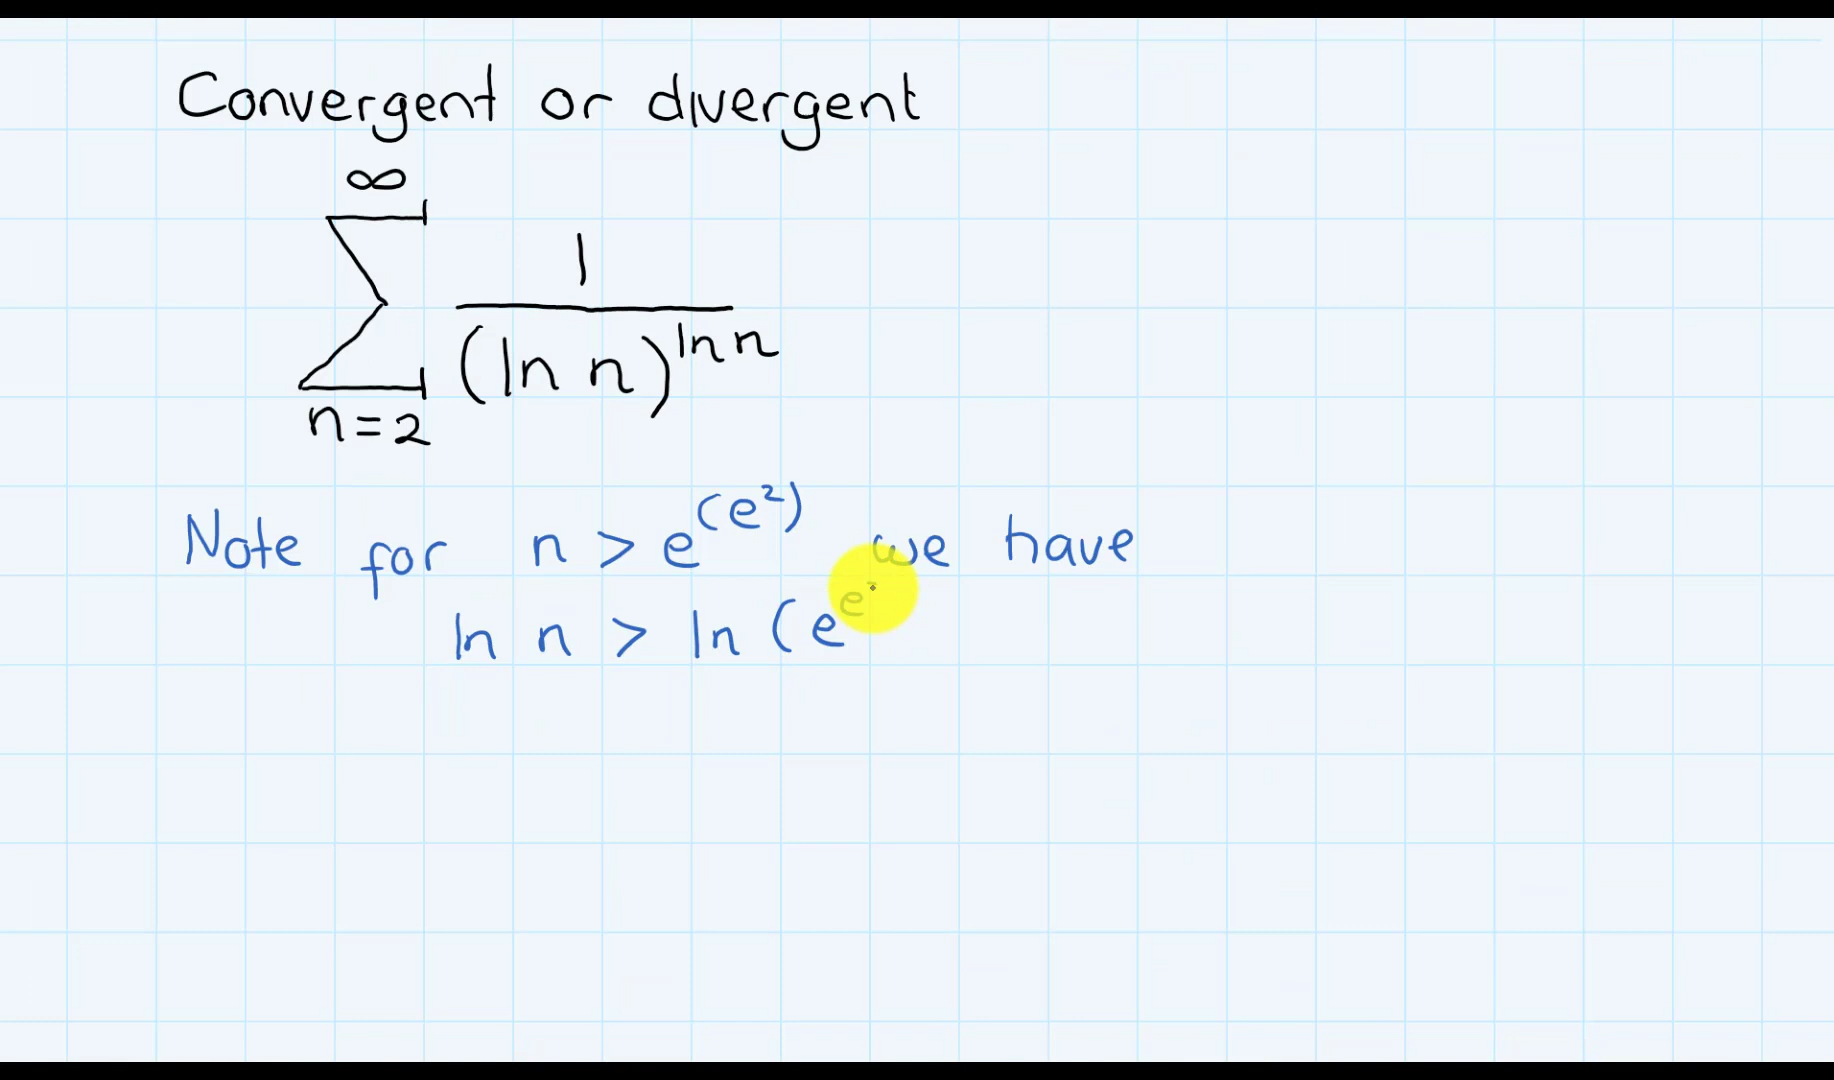 Convergent or divergent
∞
∑ 1
(ln n)^ln n
n=2
Note for n > e^(e²) we have
ln n > ln (e^e